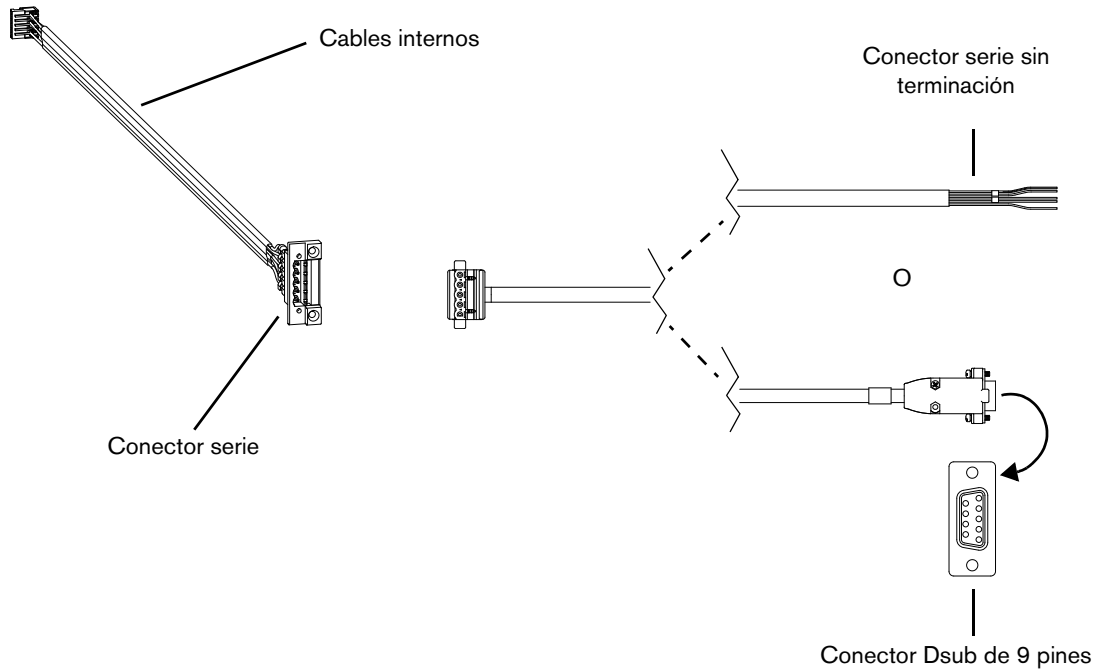 Cables internos
Conector serie sin
terminación
O
Conector serie
Conector Dsub de 9 pines